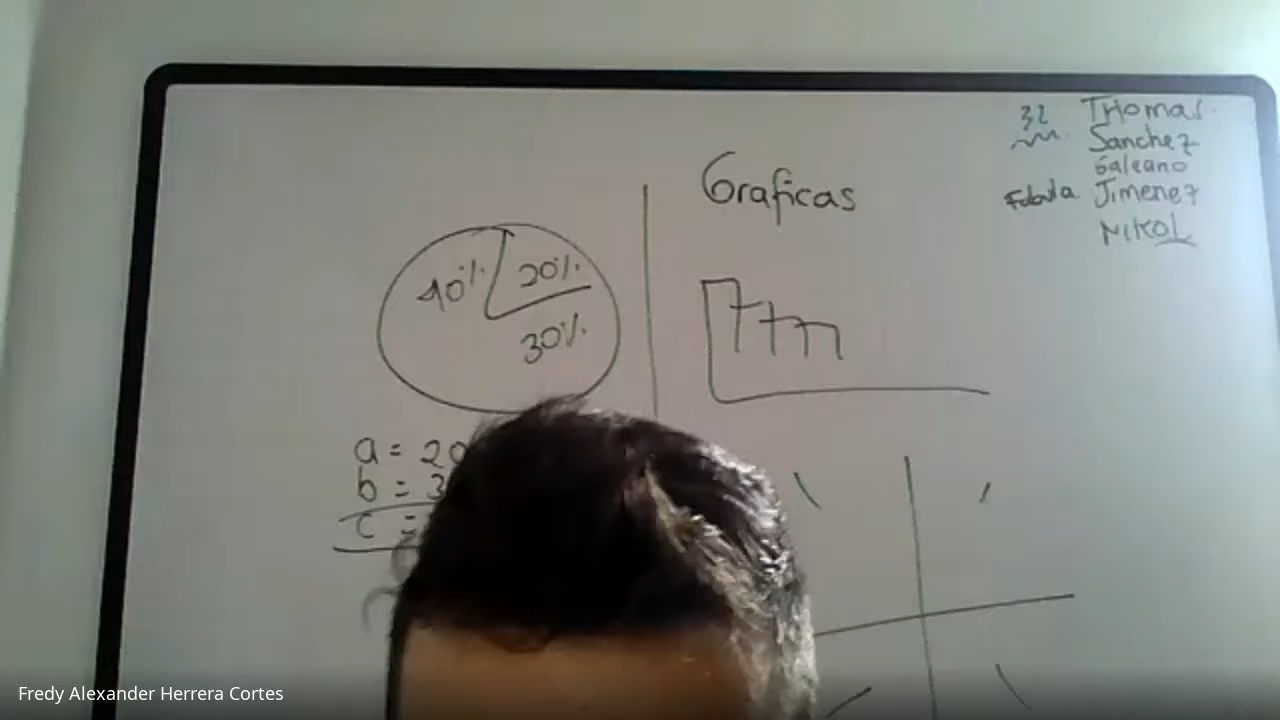 Graficas
40% 20%
30%
a = 20
b = 3
c =
32 THOMAS
Sanchez
Galeano
Jimenez
NIKOL
Fredy Alexander Herrera Cortes